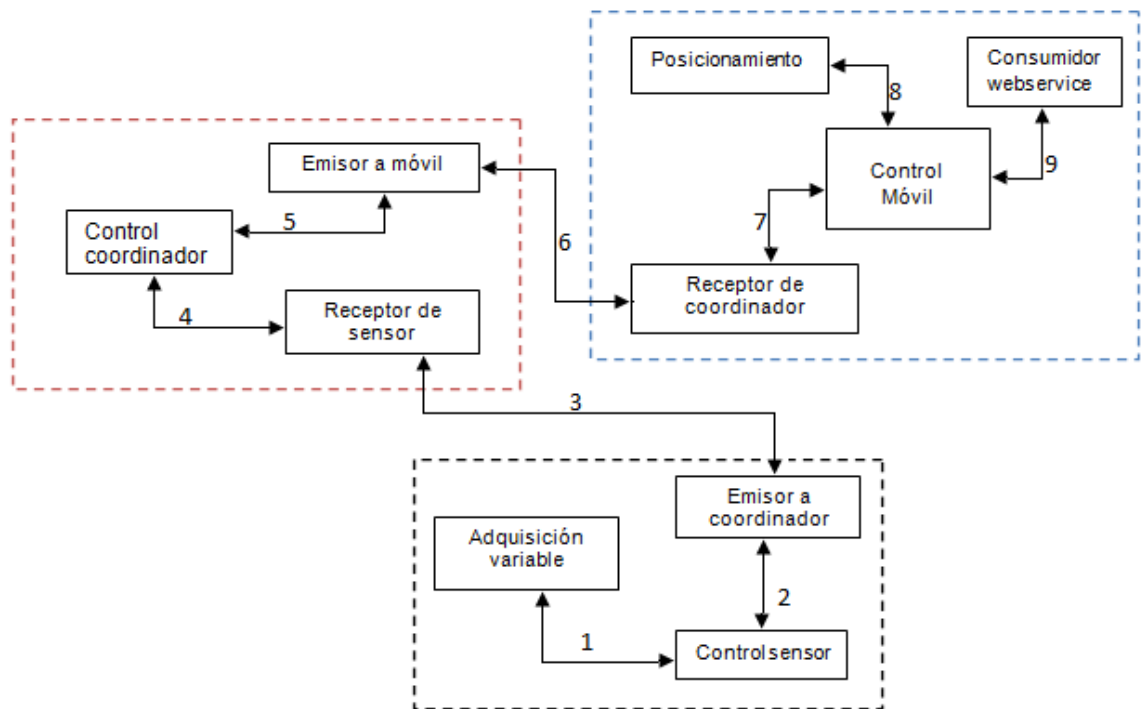 Posicionamiento
Consumidor
webservice
8
Control
Móvil
9
7
Receptor de
coordinador
Emisor a móvil
5
Control
coordinador
4
Receptor de
sensor
6
3
Emisor a
coordinador
Adquisición
variable
2
1
Controlsensor